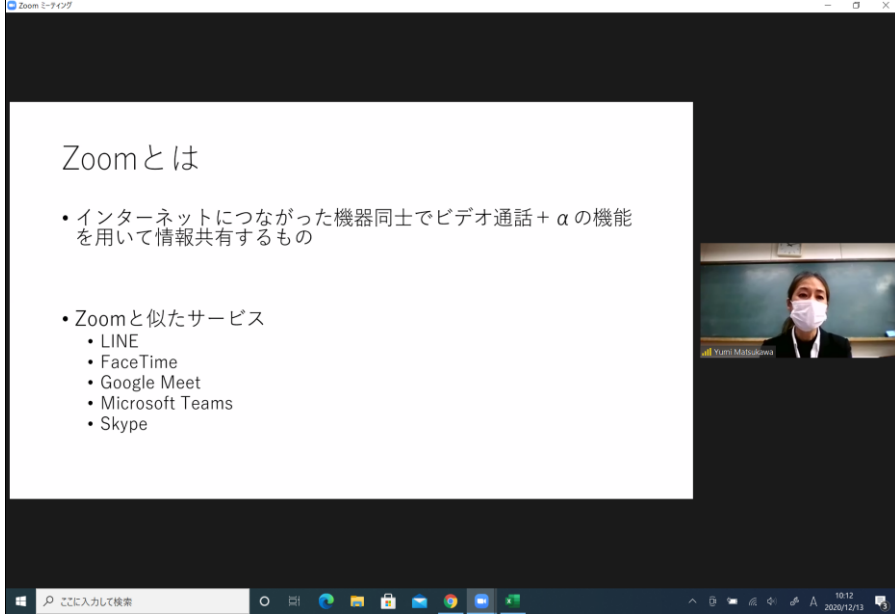 Zoom ミーティング
Zoomとは
• インターネットにつながった機器同士でビデオ通話＋αの機能
を用いて情報共有するもの
• Zoomと似たサービス
• LINE
• FaceTime
• Google Meet
• Microsoft Teams
• Skype
Yumi Matsukawa
ここに入力して検索
A
10:12
2020/12/13